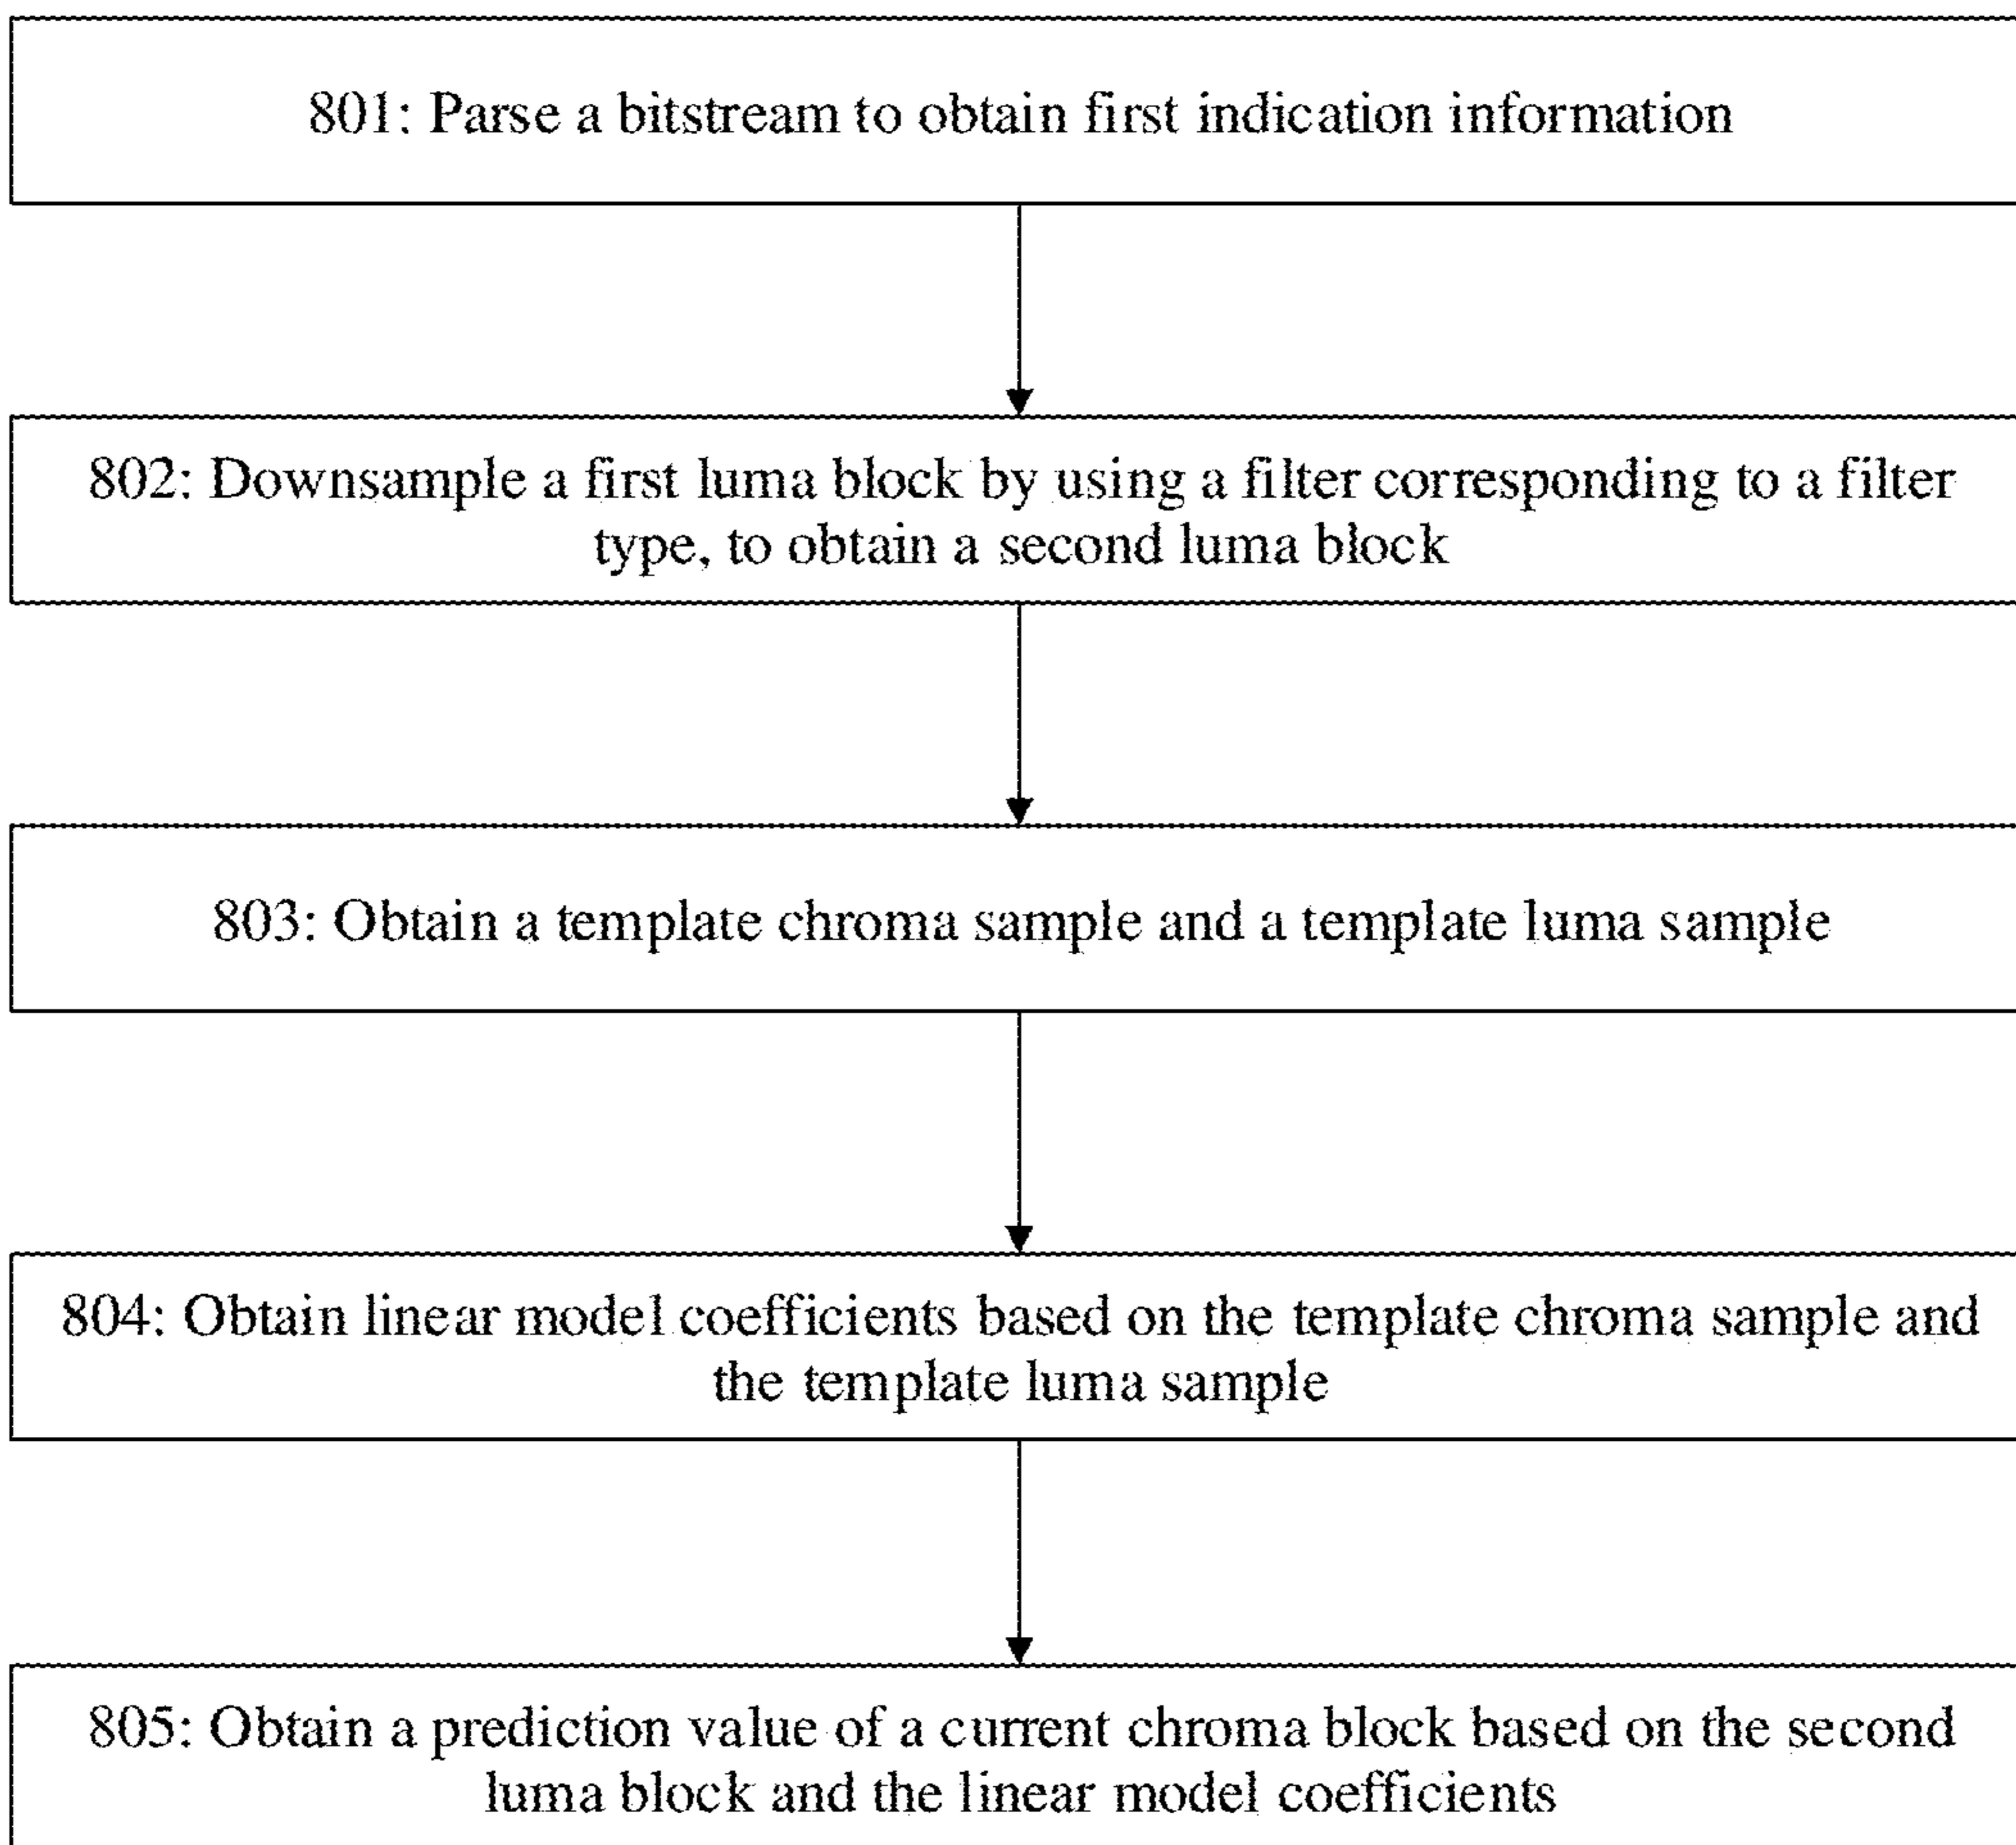 801: Parse a bitstream to obtain first indication information
802: Downsample a first luma block by using a filter corresponding to a filter
type, to obtain a second luma block
803: Obtain a template chroma sample and a template luma sample
804: Obtain linear model coefficients based on the template chroma sample and
the template luma sample
805: Obtain a prediction value of a current chroma block based on the second
luma block and the linear model coefficients